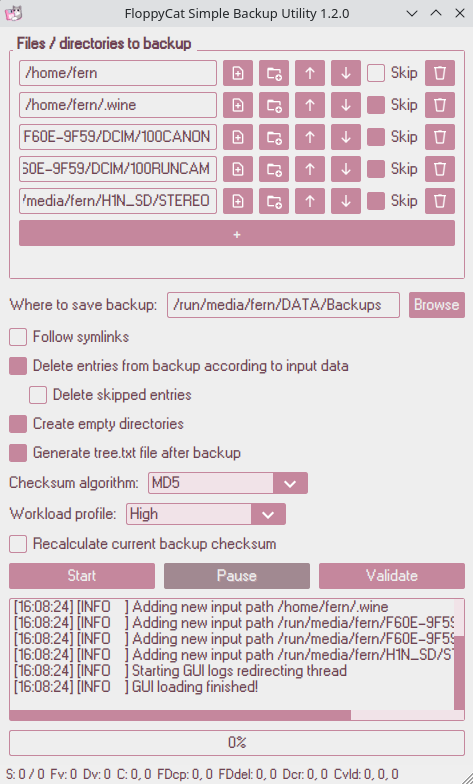 FloppyCat Simple Backup Utility 1.2.0
Files / directories to backup
/home/fern Skip
/home/fern/.wine Skip
F60E-9F59/DCIM/100CANON Skip
60E-9F59/DCIM/100RUNCAM Skip
/media/fern/H1N_SD/STEREO Skip
+
Where to save backup: /run/media/fern/DATA/Backups Browse
Follow symlinks
Delete entries from backup according to input data
Delete skipped entries
Create empty directories
Generate tree.txt file after backup
Checksum algorithm: MD5
Workload profile: High
Recalculate current backup checksum
Start Pause Validate
[16:08:24] [INFO ] Adding new input path /home/fern/.wine
[16:08:24] [INFO ] Adding new input path /run/media/fern/F60E-9F59
[16:08:24] [INFO ] Adding new input path /run/media/fern/F60E-9F59
[16:08:24] [INFO ] Adding new input path /run/media/fern/H1N_SD/ST
[16:08:24] [INFO ] Starting GUI logs redirecting thread
[16:08:24] [INFO ] GUI loading finished!
0%
S: 0 / 0 Fv: 0 Dv: 0 C: 0, 0 FDcp: 0, 0 FDdel: 0, 0 Dcr: 0, 0 Cvld: 0, 0, 0